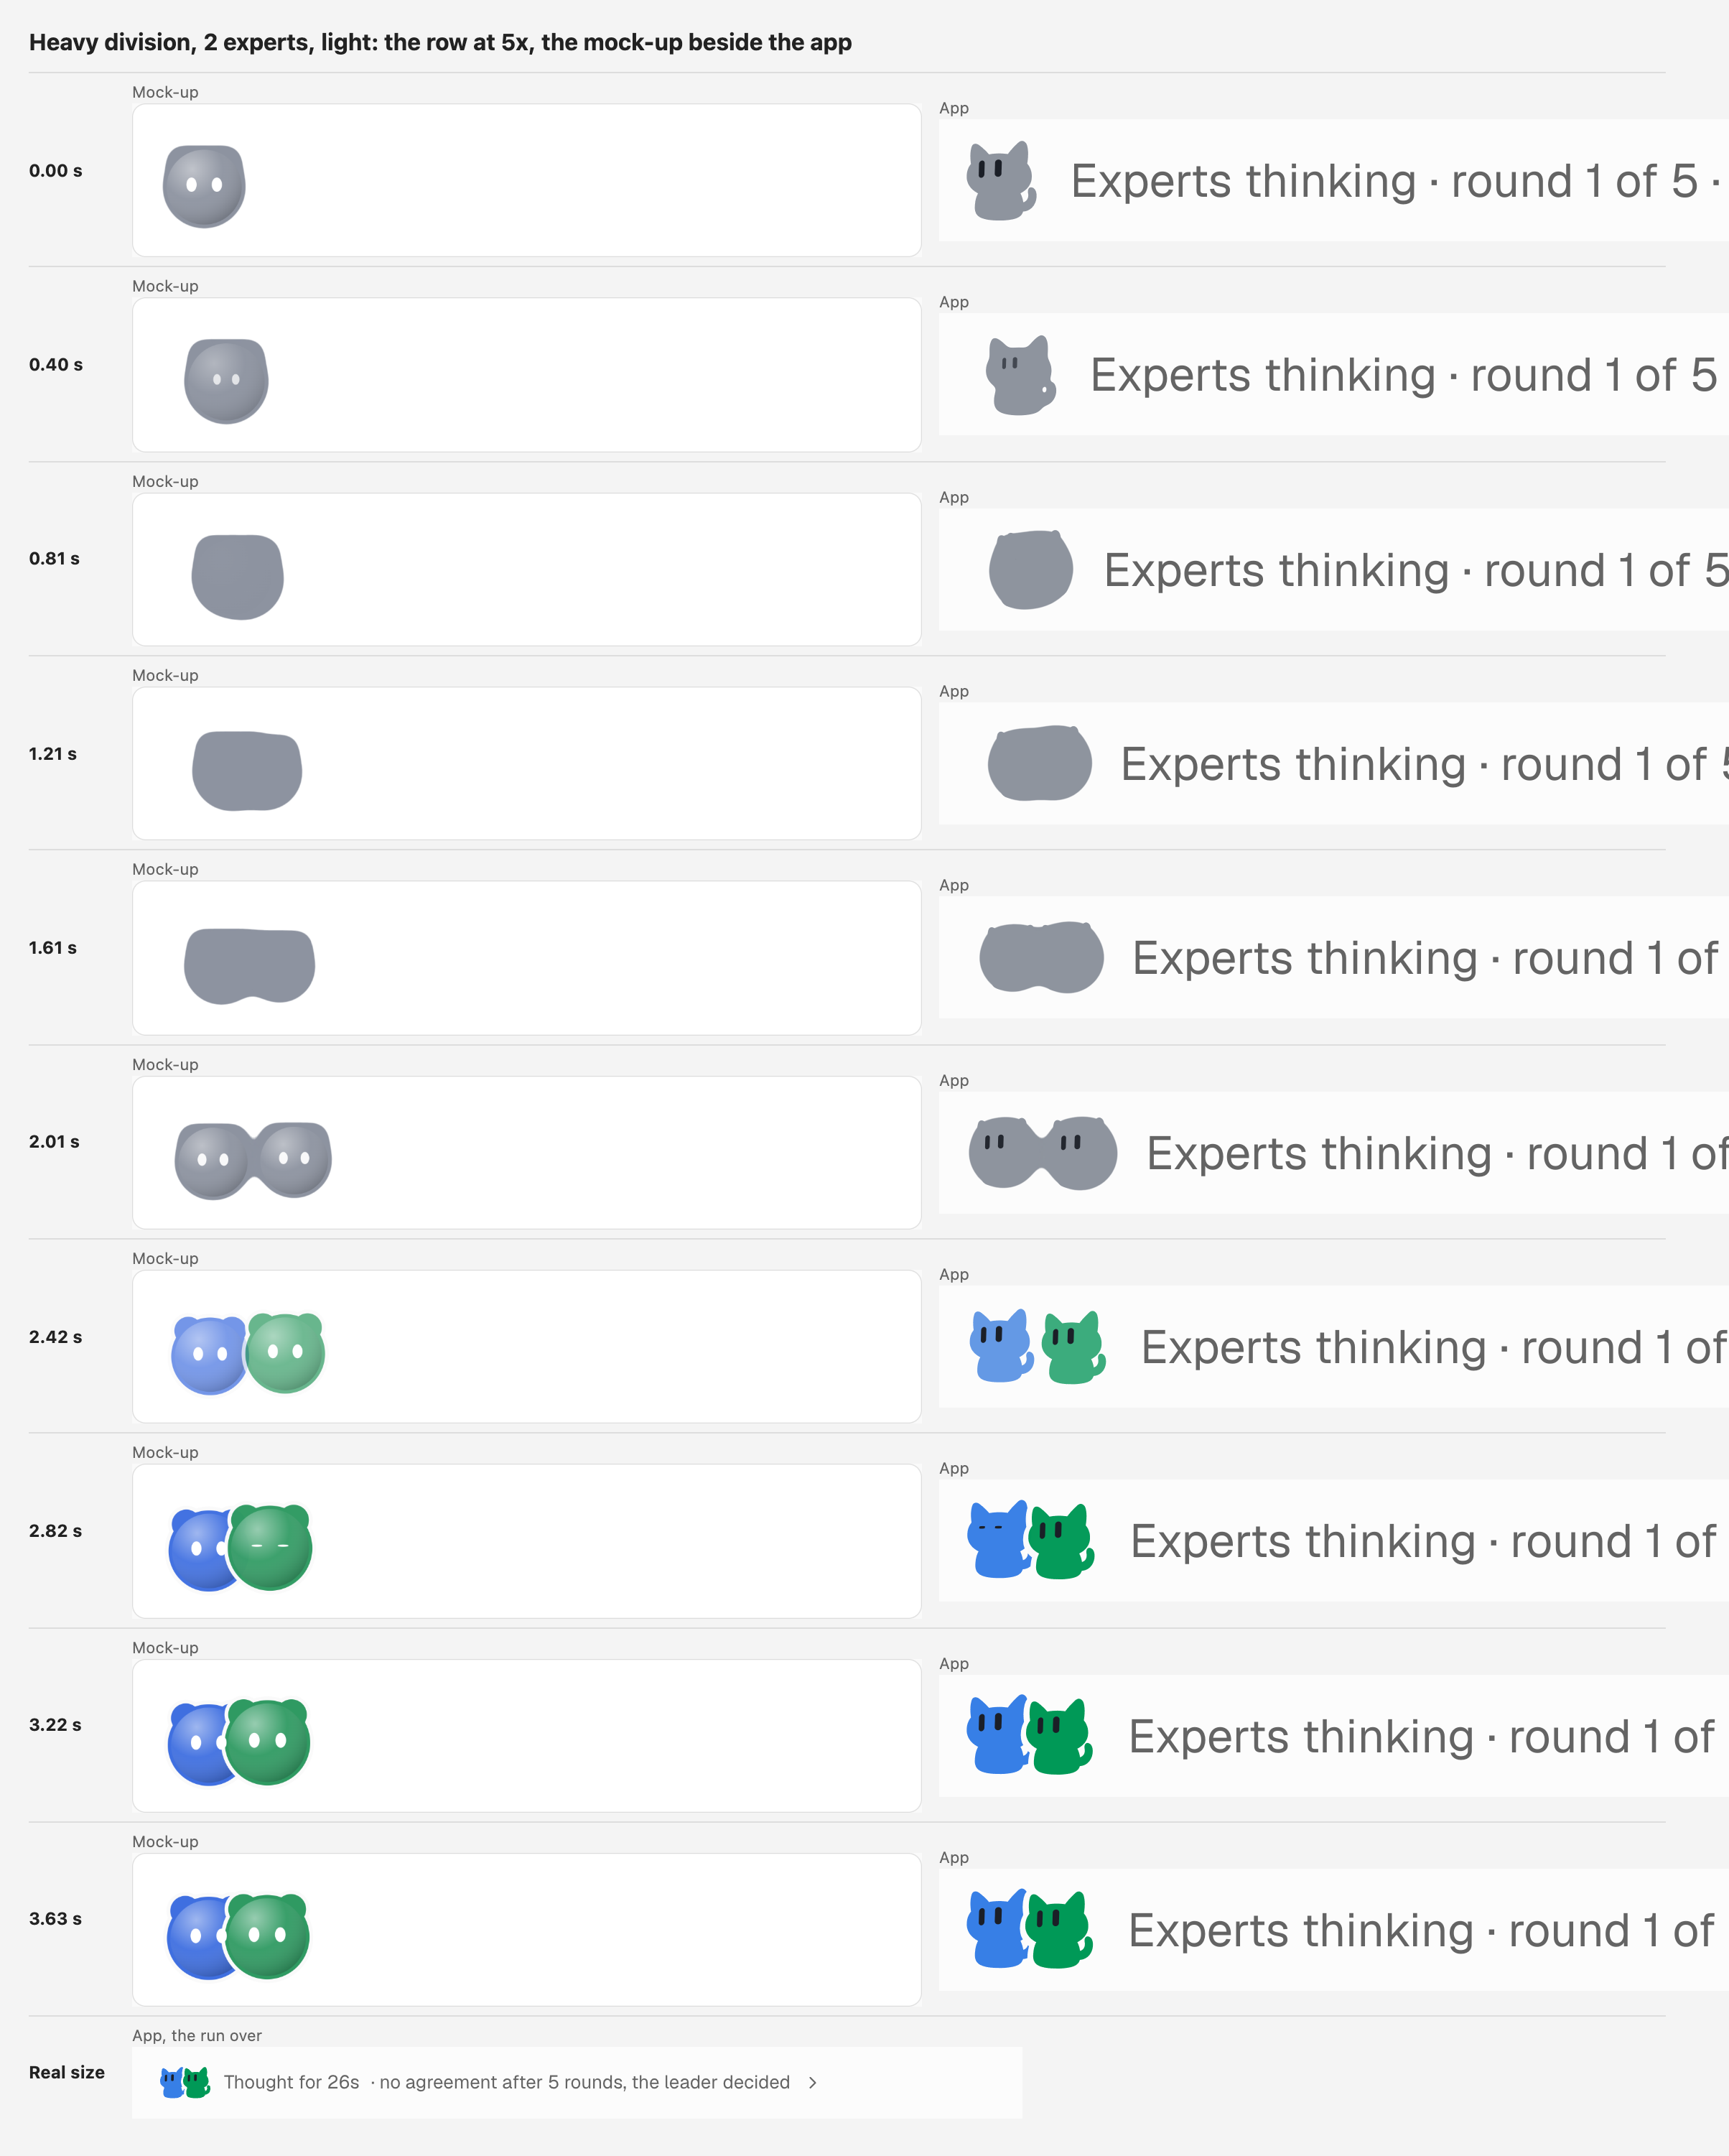 Heavy division, 2 experts, light: the row at 5x, the mock-up beside the app
Mock-up
App
0.00 s
Experts thinking · round 1 of 5 ·
Mock-up
App
0.40 s
Experts thinking · round 1 of 5
Mock-up
App
0.81 s
Experts thinking · round 1 of 5
Mock-up
App
1.21 s
Experts thinking · round 1 of 5
Mock-up
App
1.61 s
Experts thinking · round 1 of
Mock-up
App
2.01 s
Experts thinking · round 1 of
Mock-up
App
2.42 s
Experts thinking · round 1 of
Mock-up
App
2.82 s
Experts thinking · round 1 of
Mock-up
App
3.22 s
Experts thinking · round 1 of
Mock-up
App
3.63 s
Experts thinking · round 1 of
App, the run over
Real size
Thought for 26s · no agreement after 5 rounds, the leader decided